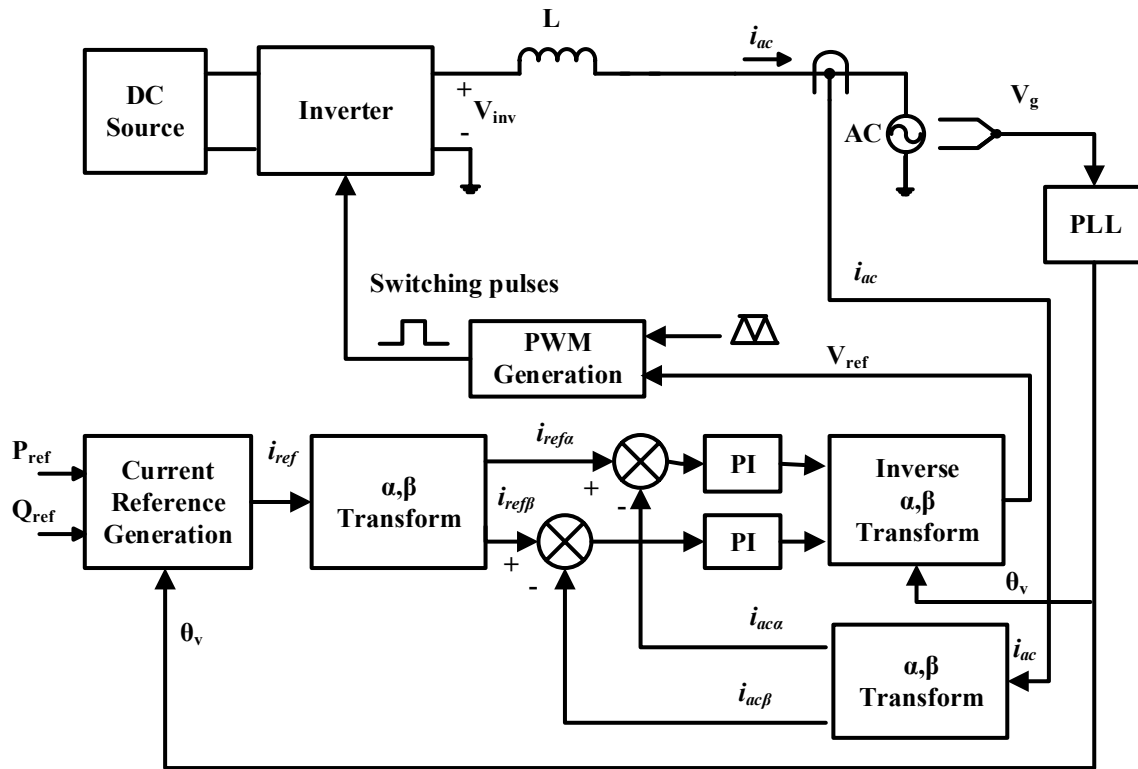 L
i_ac
DC
Source
Inverter
+
V_inv
-
AC
V_g
PLL
i_ac
Switching pulses
PWM
Generation
V_ref
P_ref
Q_ref
Current
Reference
Generation
i_ref
α,β
Transform
i_refα
i_refβ
+
-
+
-
PI
PI
Inverse
α,β
Transform
θ_v
θ_v
i_acα
i_acβ
α,β
Transform
i_ac